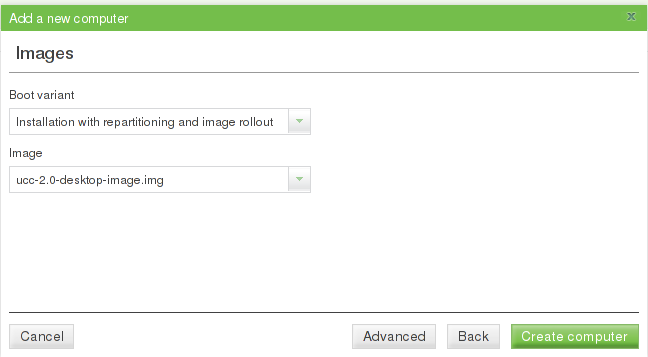 Add a new computer
Images
Boot variant
Installation with repartitioning and image rollout
Image
ucc-2.0-desktop-image.img
Cancel Advanced Back Create computer